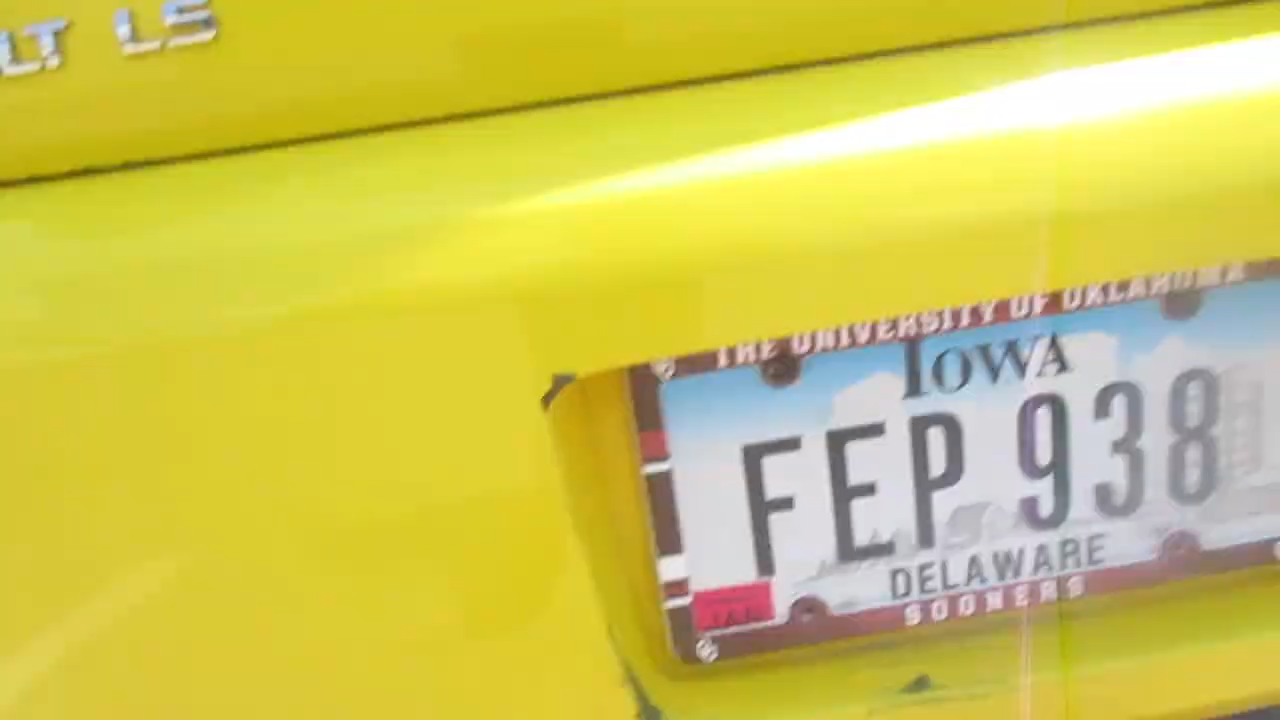 LT LS
THE UNIVERSITY OF OKLAHOMA
IOWA
FEP 938
DELAWARE
SOONERS